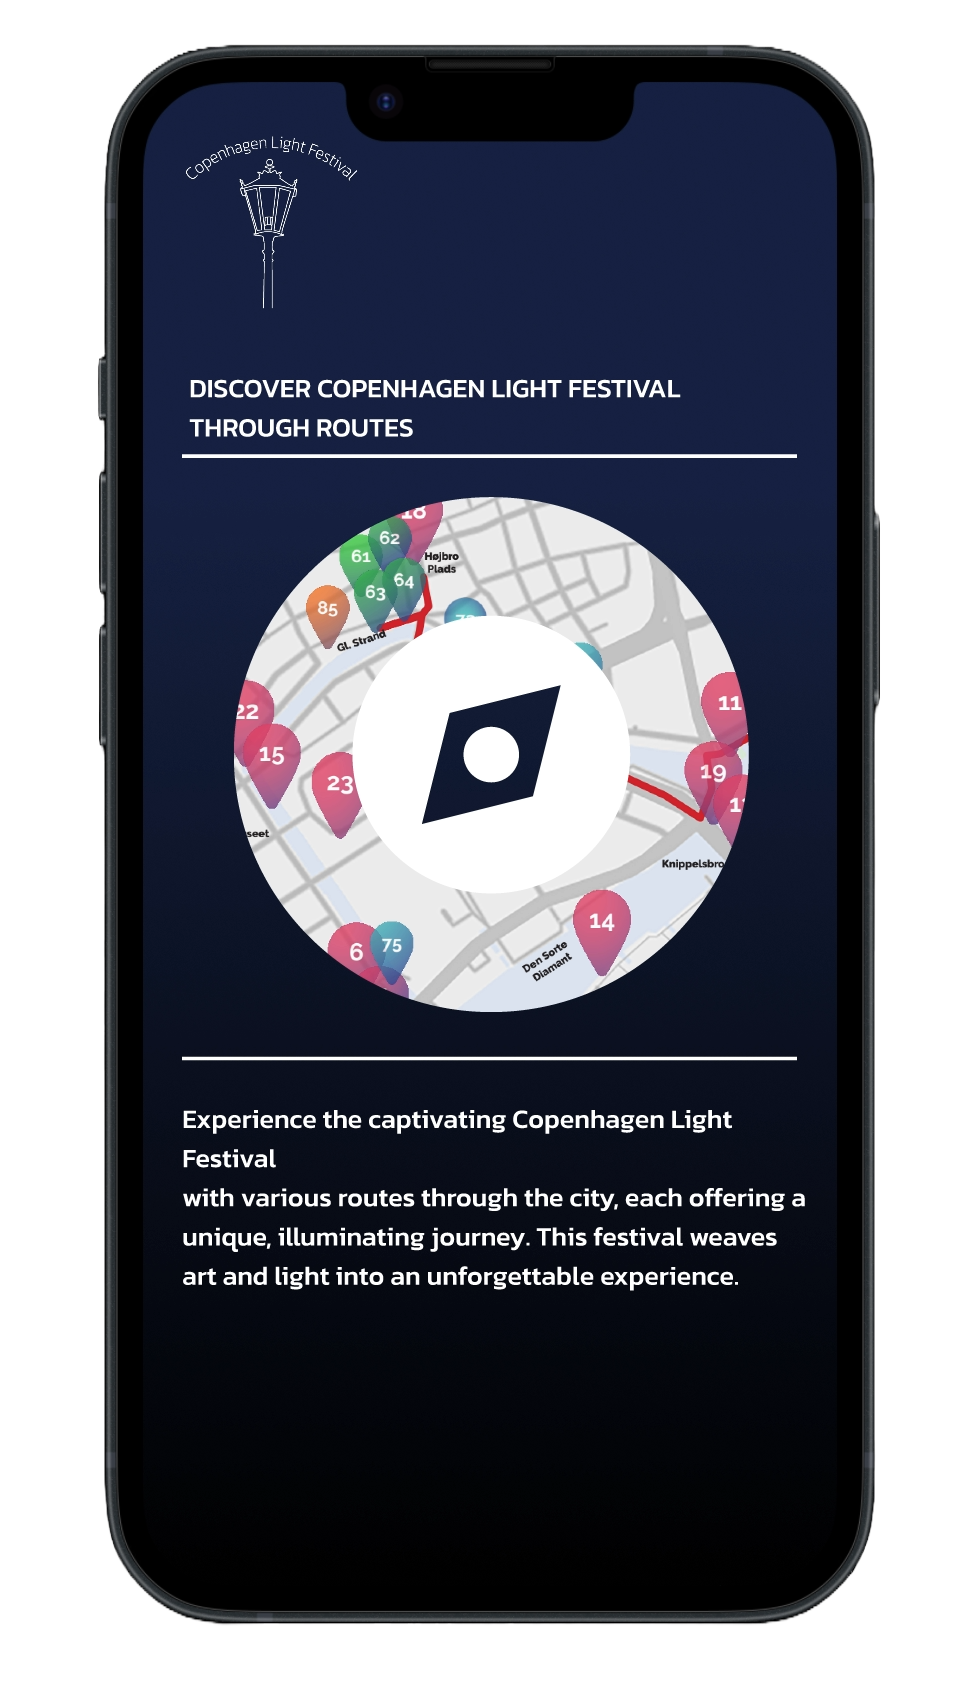 Copenhagen Light Festival
DISCOVER COPENHAGEN LIGHT FESTIVAL
THROUGH ROUTES
18
62
61
Højbro
Plads
64
63
85
GL. Strand
22
11
15
19
23
Knippelsbro
14
6
75
Den Sorte
Diamant
Experience the captivating Copenhagen Light
Festival
with various routes through the city, each offering a
unique, illuminating journey. This festival weaves
art and light into an unforgettable experience.